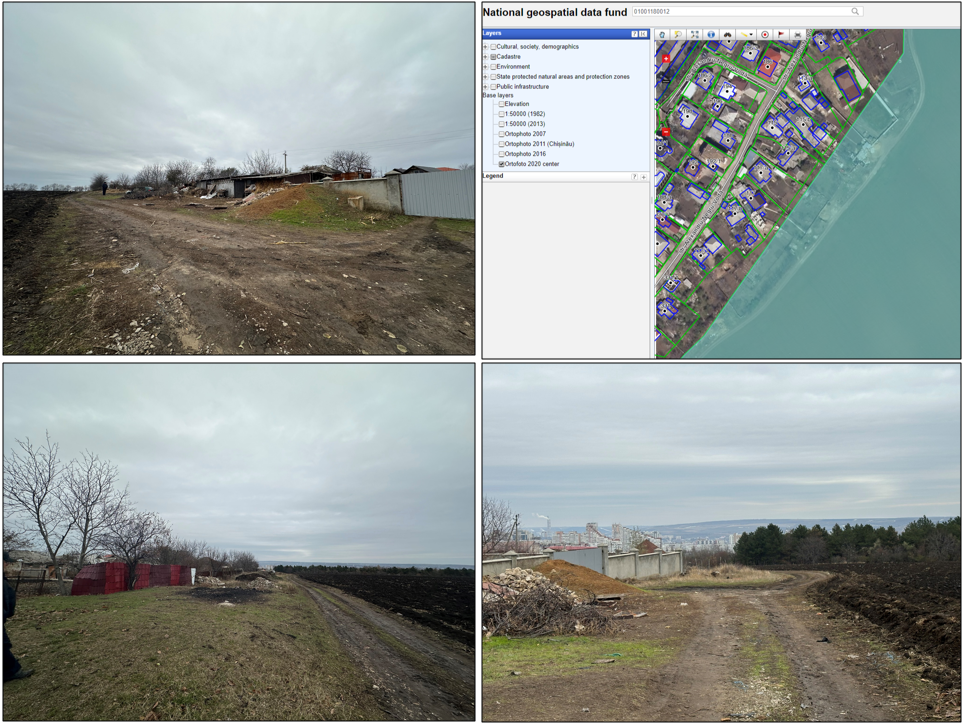 National geospatial data fund
01001180012
Layers
Cultural, society, demographics
Cadastre
Environment
State protected natural areas and protection zones
Public infrastructure
Base layers
Elevation
1:50000 (1982)
1:50000 (2013)
Ortophoto 2007
Ortophoto 2011 (Chișinău)
Ortophoto 2016
Ortofoto 2020 center
Legend